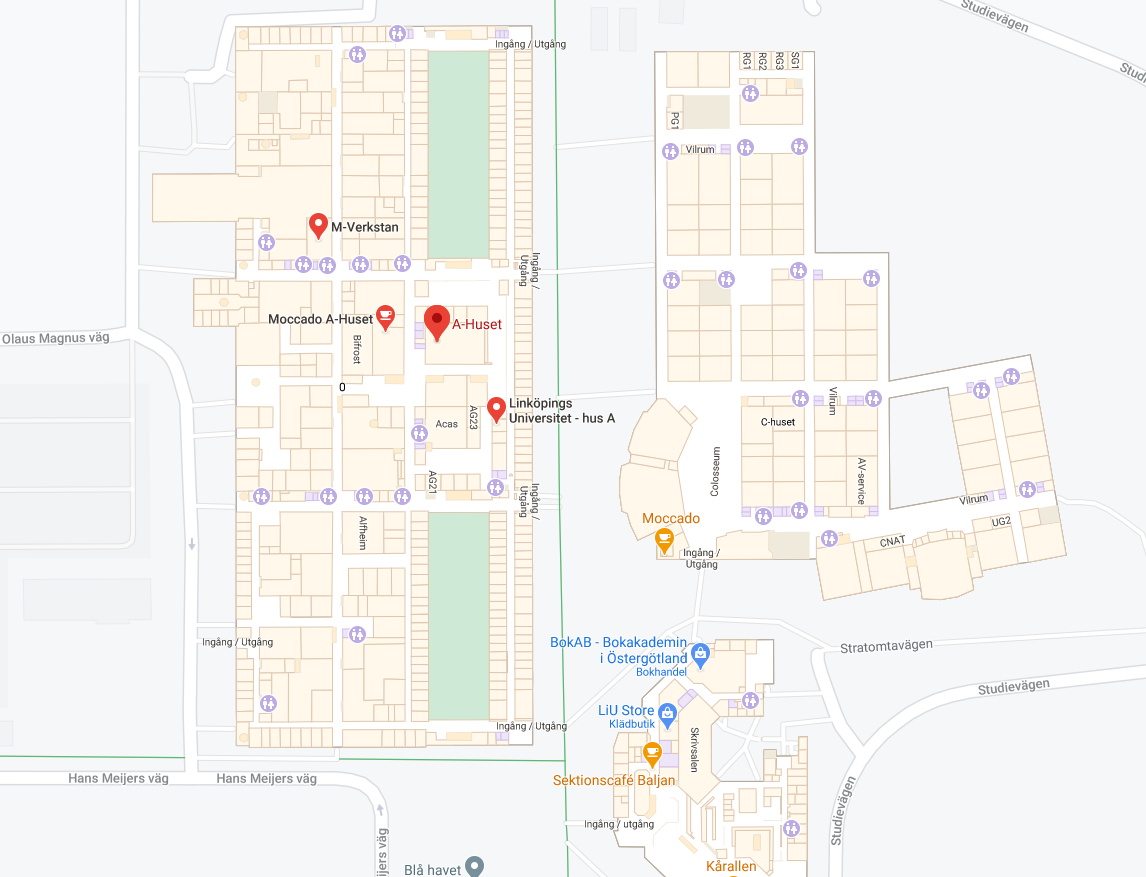 Studievägen
Studievägen
Ingång / Utgång
RG1
RG2
RG3
SG1
PG1
Vilrum
M-Verkstan
Ingång /
Utgång
Moccado A-Huset
A-Huset
Olaus Magnus väg
Bifrost
0
Linköpings
Universitet - hus A
Acas
AG23
Vilrum
C-huset
Colosseum
AV-service
AG21
Ingång /
Utgång
Vilrum
Alfheim
Moccado
UG2
CNAT
Ingång /
Utgång
Ingång / Utgång
BokAB - Bokakademin
i Östergötland
Bokhandel
Stratomtavägen
Studievägen
LiU Store
Klädbutik
Ingång / Utgång
Skrivsalen
Sektionscafé Baljan
Hans Meijers väg
Hans Meijers väg
Studievägen
Ingång / utgång
ijers väg
Blå havet
Kårallen